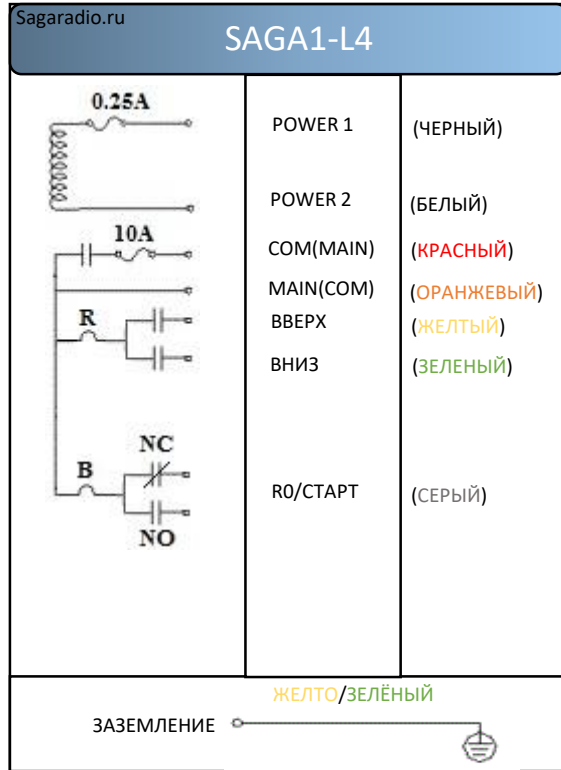 Sagaradio.ru
SAGA1-L4
0.25A
POWER 1 (ЧЕРНЫЙ)
POWER 2 (БЕЛЫЙ)
10A
COM(MAIN) (КРАСНЫЙ)
MAIN(COM) (ОРАНЖЕВЫЙ)
R
ВВЕРХ (ЖЕЛТЫЙ)
ВНИЗ (ЗЕЛЕНЫЙ)
NC
B
R0/СТАРТ (СЕРЫЙ)
NO
ЖЕЛТО/ЗЕЛЁНЫЙ
ЗАЗЕМЛЕНИЕ